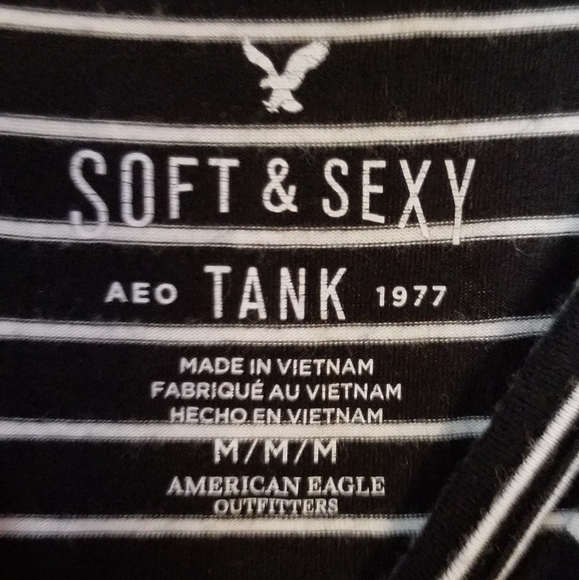 SOFT & SEXY
AEO TANK 1977
MADE IN VIETNAM
FABRIQUÉ AU VIETNAM
HECHO EN VIETNAM
M/M/M
AMERICAN EAGLE
OUTFITTERS